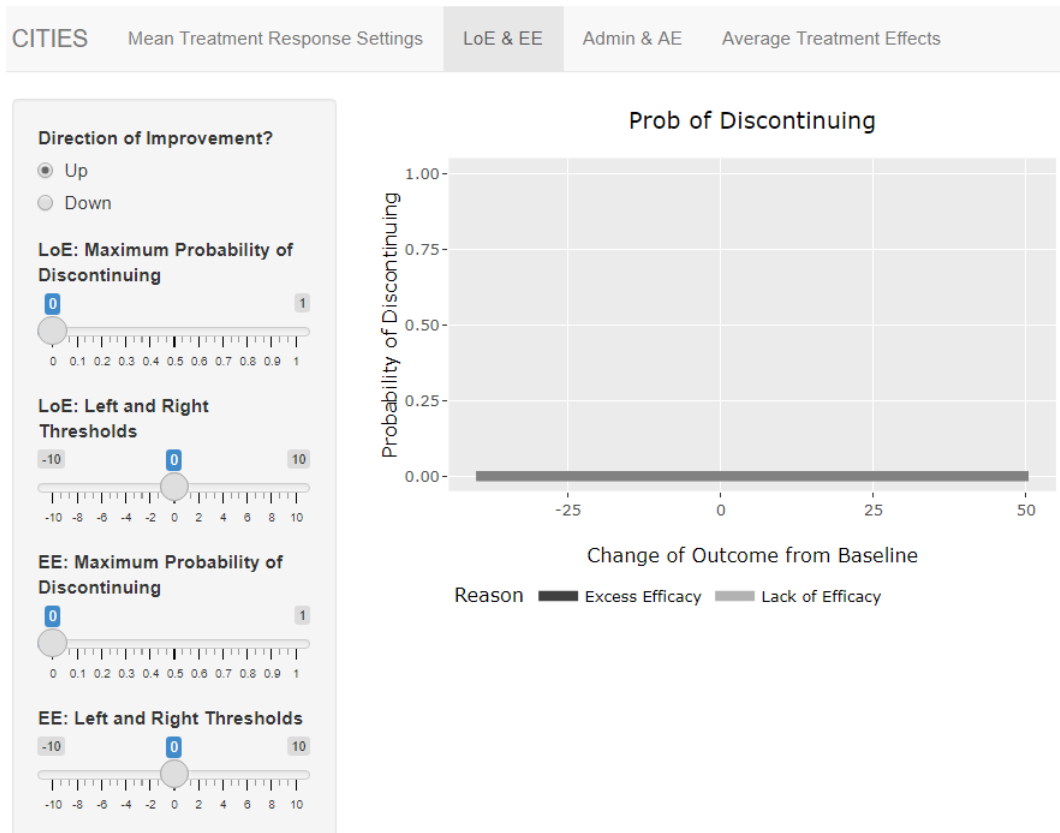 CITIES Mean Treatment Response Settings LoE & EE Admin & AE Average Treatment Effects
Direction of Improvement?
Up
Down
LoE: Maximum Probability of
Discontinuing
0 1
0 0.1 0.2 0.3 0.4 0.5 0.6 0.7 0.8 0.9 1
LoE: Left and Right
Thresholds
-10 0 10
-10 -8 -6 -4 -2 0 2 4 6 8 10
EE: Maximum Probability of
Discontinuing
0 1
0 0.1 0.2 0.3 0.4 0.5 0.6 0.7 0.8 0.9 1
EE: Left and Right Thresholds
-10 0 10
-10 -8 -6 -4 -2 0 2 4 6 8 10
Prob of Discontinuing
Probability of Discontinuing
1.00
0.75
0.50
0.25
0.00
-25 0 25 50
Change of Outcome from Baseline
Reason Excess Efficacy Lack of Efficacy